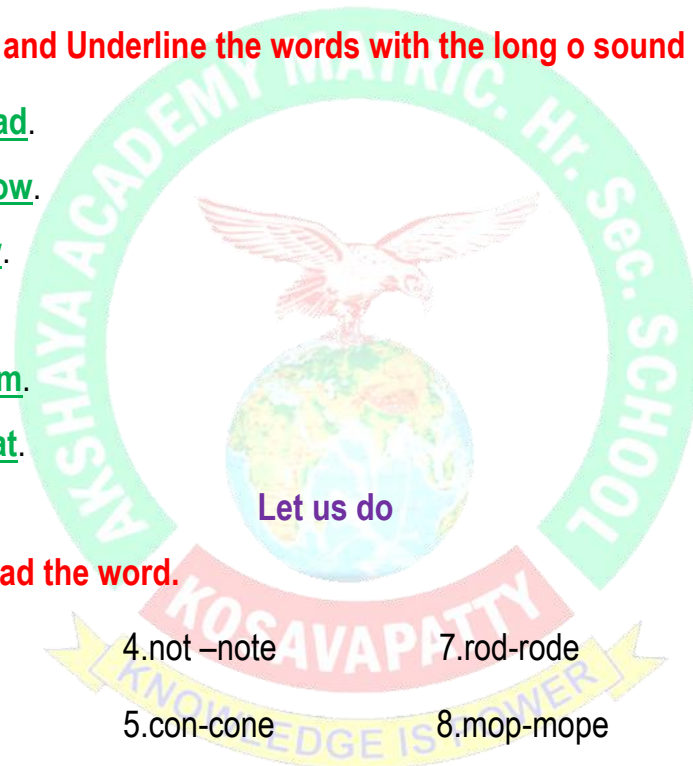 and Underline the words with the long o sound
ad.
ow.
.
m.
at.
Let us do
ad the word.
4.not –note 7.rod-rode
5.con-cone 8.mop-mope
AKSHAYA ACADEMY MATRIC. Hr. Sec. SCHOOL
KOSAVAPATTY
KNOWLEDGE IS POWER